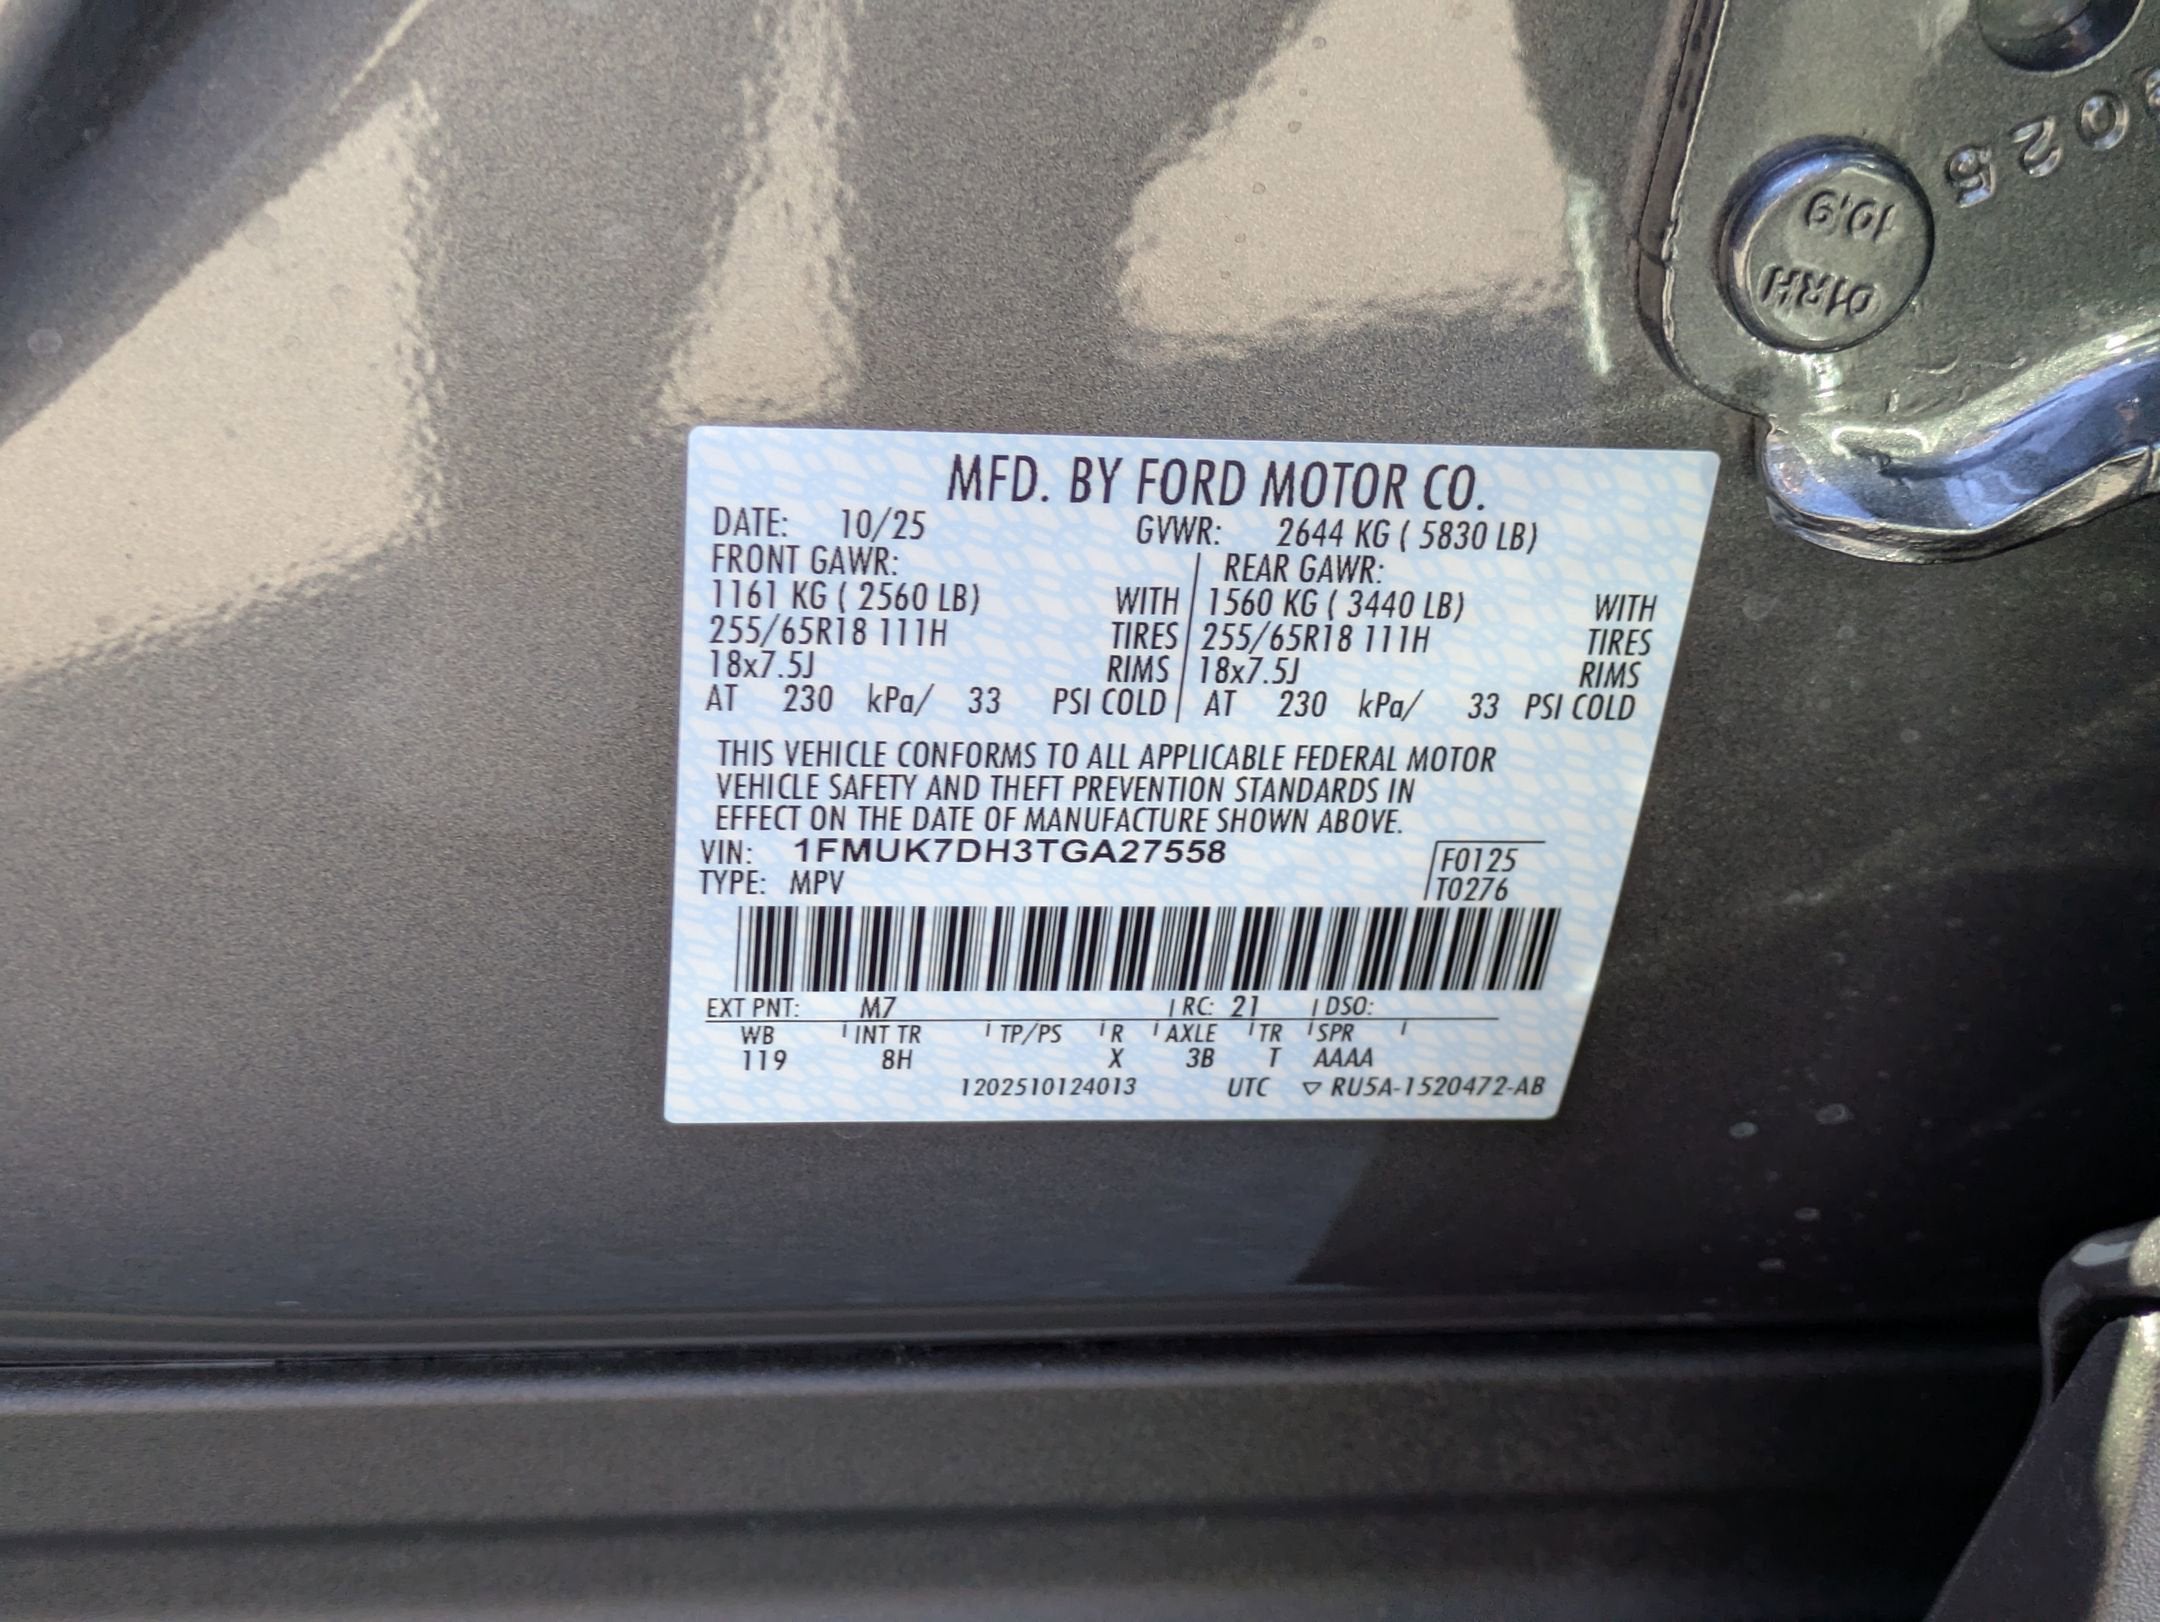 025
10.9
01RH
MFD. BY FORD MOTOR CO.
DATE: 10/25 GVWR: 2644 KG ( 5830 LB)
FRONT GAWR: REAR GAWR:
1161 KG ( 2560 LB) WITH 1560 KG ( 3440 LB) WITH
255/65R18 111H TIRES 255/65R18 111H TIRES
18x7.5J RIMS 18x7.5J RIMS
AT 230 kPa/ 33 PSI COLD AT 230 kPa/ 33 PSI COLD
THIS VEHICLE CONFORMS TO ALL APPLICABLE FEDERAL MOTOR
VEHICLE SAFETY AND THEFT PREVENTION STANDARDS IN
EFFECT ON THE DATE OF MANUFACTURE SHOWN ABOVE.
VIN: 1FMUK7DH3TGA27558 F0125
TYPE: MPV T0276
EXT PNT: M7 RC: 21 DSO:
WB INT TR TP/PS R AXLE TR SPR
119 8H X 3B T AAAA
1202510124013 UTC ▽ RU5A-1520472-AB